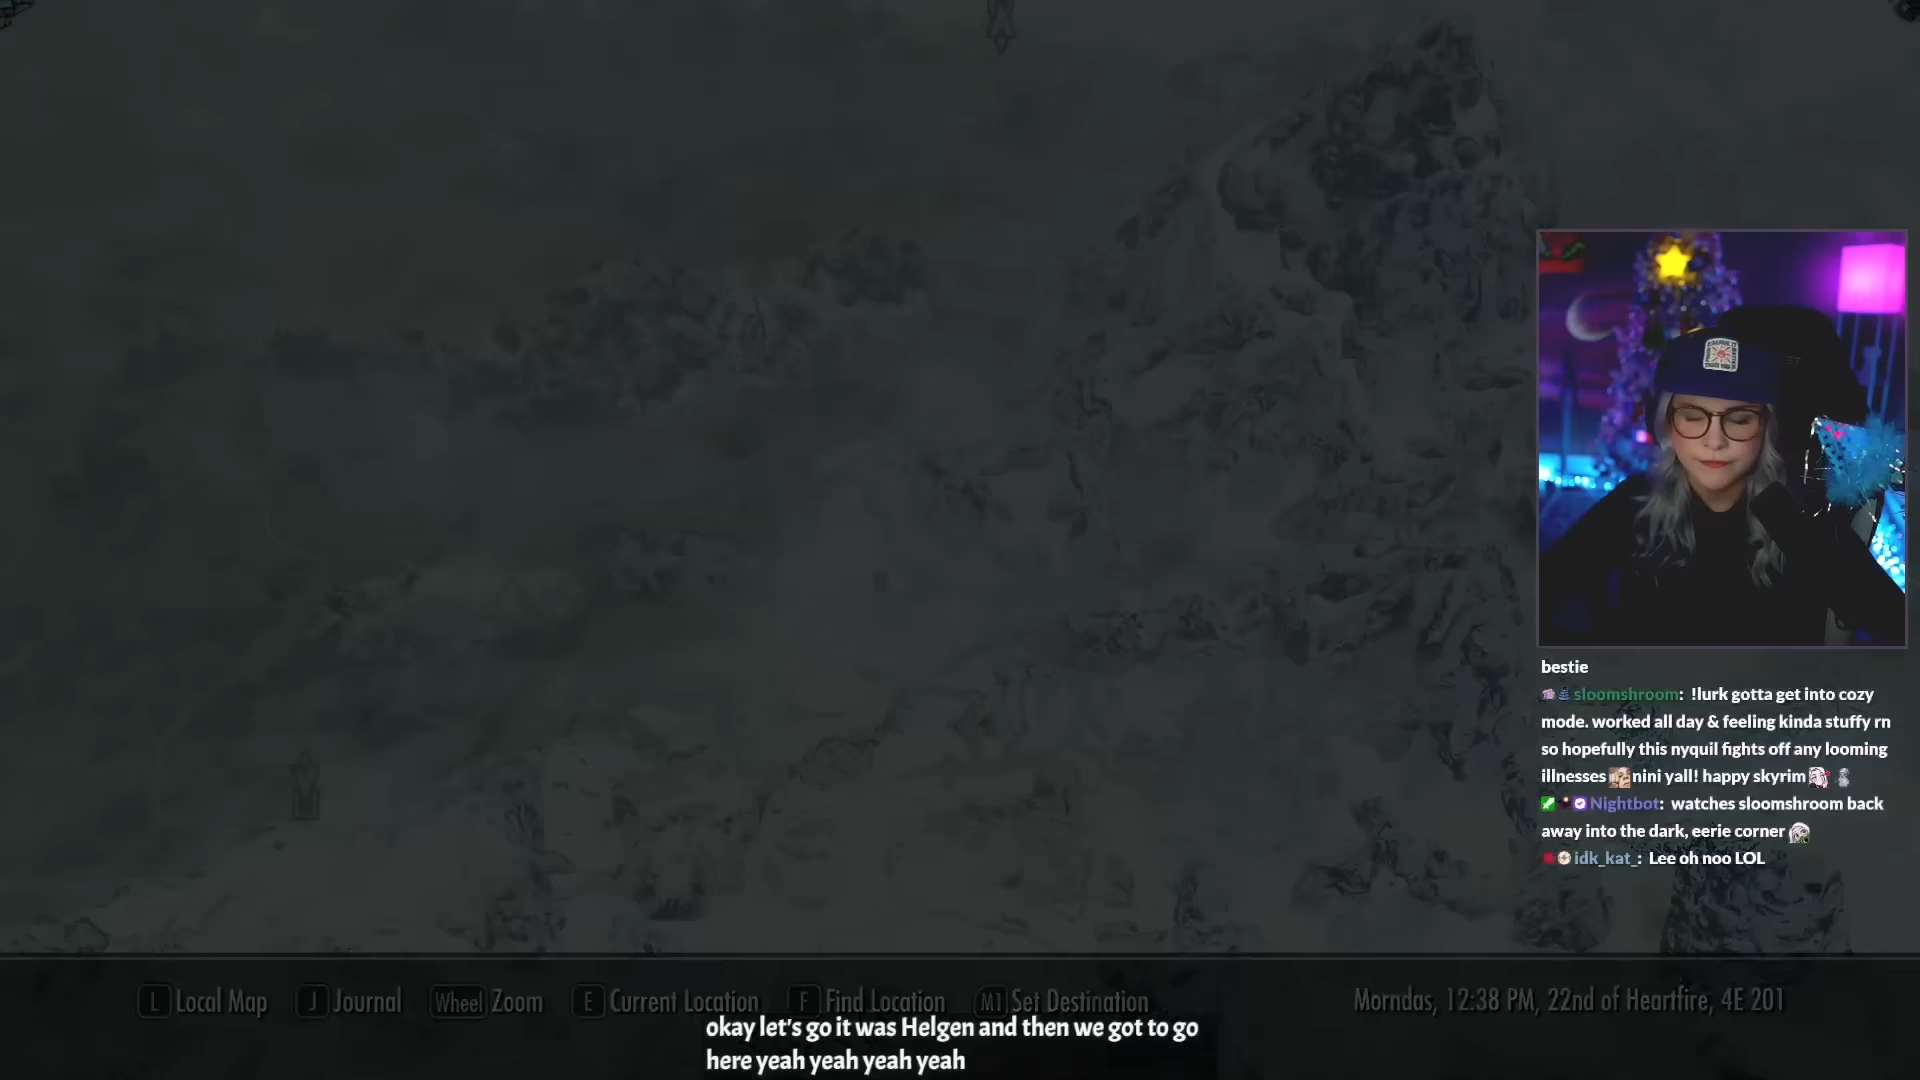 bestie
sloomshroom: !lurk gotta get into cozy
mode. worked all day & feeling kinda stuffy rn
so hopefully this nyquil fights off any looming
illnesses nini yall! happy skyrim
Nightbot: watches sloomshroom back
away into the dark, eerie corner
idk_kat_: Lee oh noo LOL
L Local Map J Journal Wheel Zoom E Current Location F Find Location M1 Set Destination Morndas, 12:38 PM, 22nd of Heartfire, 4E 201
okay let's go it was Helgen and then we got to go
here yeah yeah yeah yeah